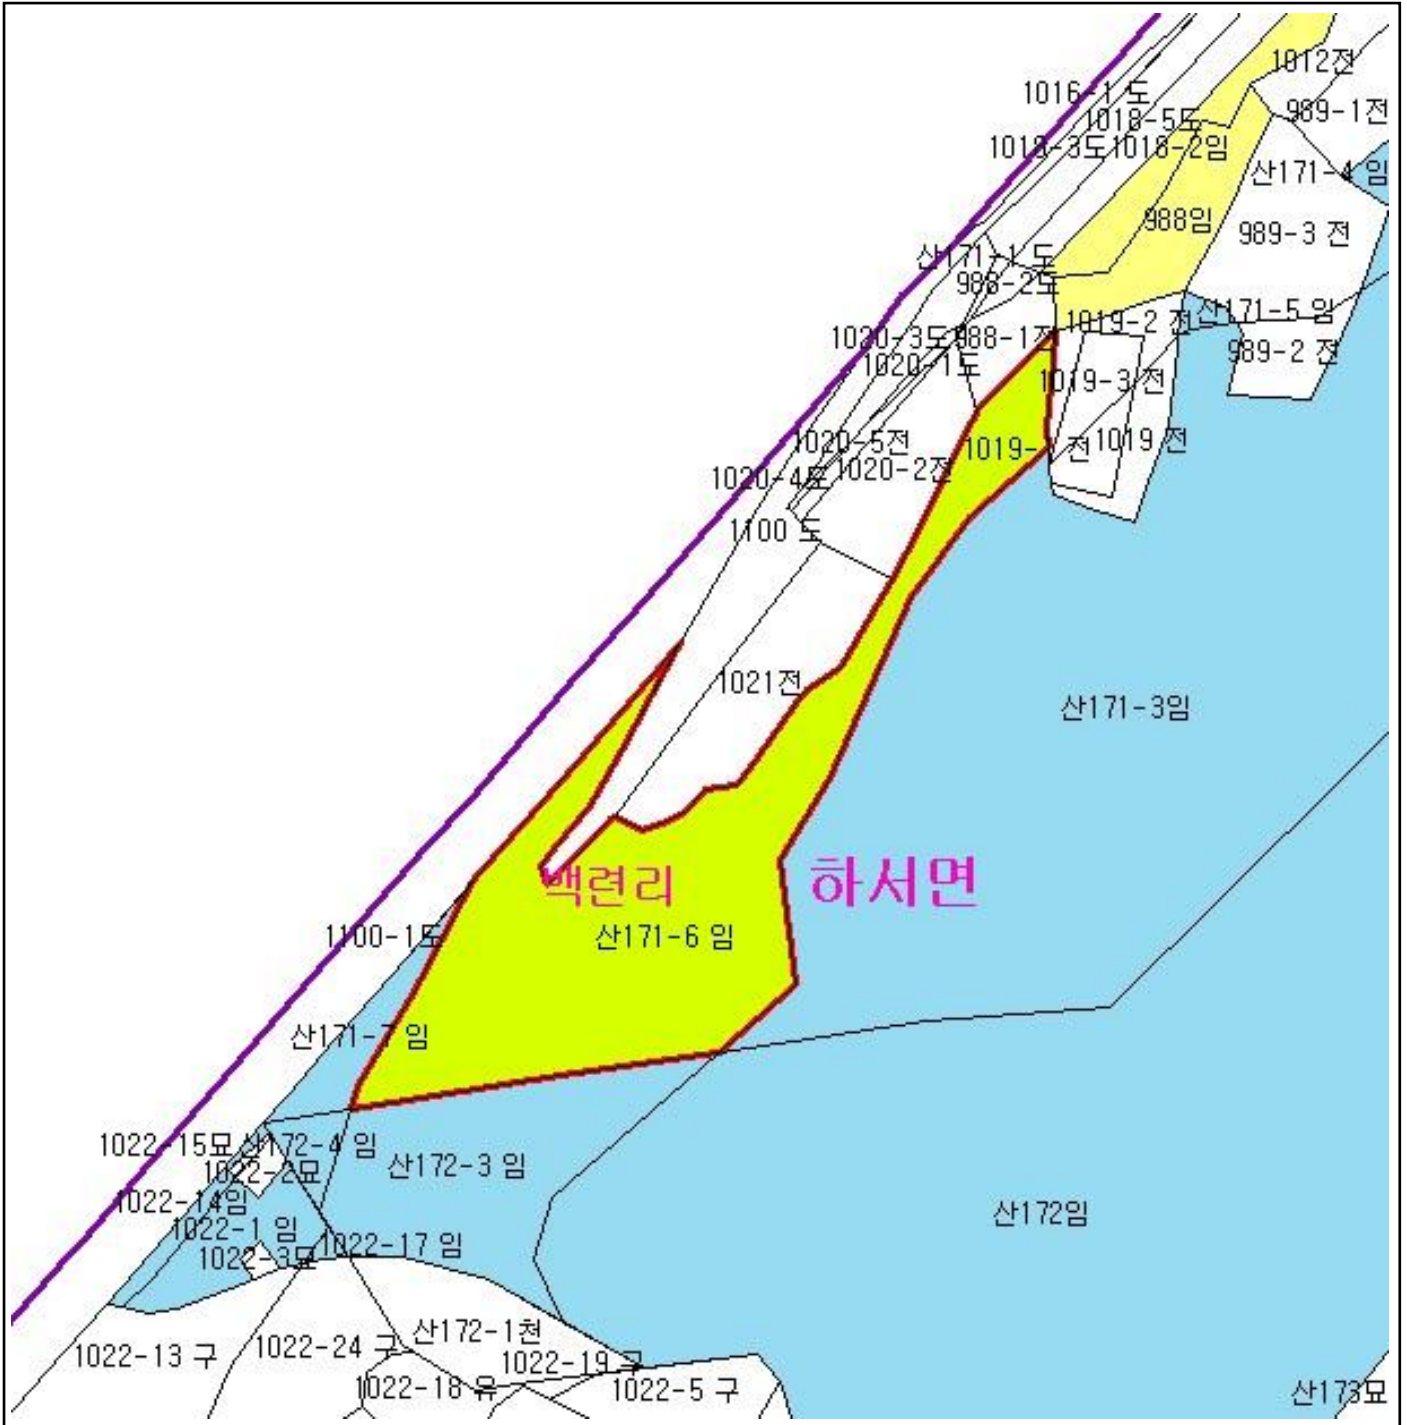 1012전
1016-1 도
989-1전
1018-5도
1018-3도
1018-2임
산171-4 임
988임
989-3 전
산171-1 도
988-2도
산171-5 임
1019-2 전
1020-3도
988-1전
989-2 전
1020-1도
1019-3 전
1020-5전
1019- 전
1019 전
1020-2전
1020-4도
1100 도
1021전
산171-3임
백련리
하서면
1100-1도
산171-6 임
산171-7 임
1022-15묘
산172-4 임
1022-2묘
산172-3 임
1022-14임
산172임
1022-1 임
1022-17 임
1022-3묘
산172-1천
1022-24 구
1022-13 구
1022-19 구
1022-18 유
1022-5 구
산173묘